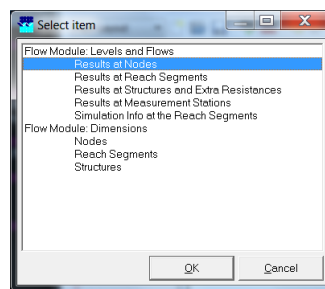 Select item
Flow Module: Levels and Flows
Results at Nodes
Results at Reach Segments
Results at Structures and Extra Resistances
Results at Measurement Stations
Simulation Info at the Reach Segments
Flow Module: Dimensions
Nodes
Reach Segments
Structures
OK Cancel